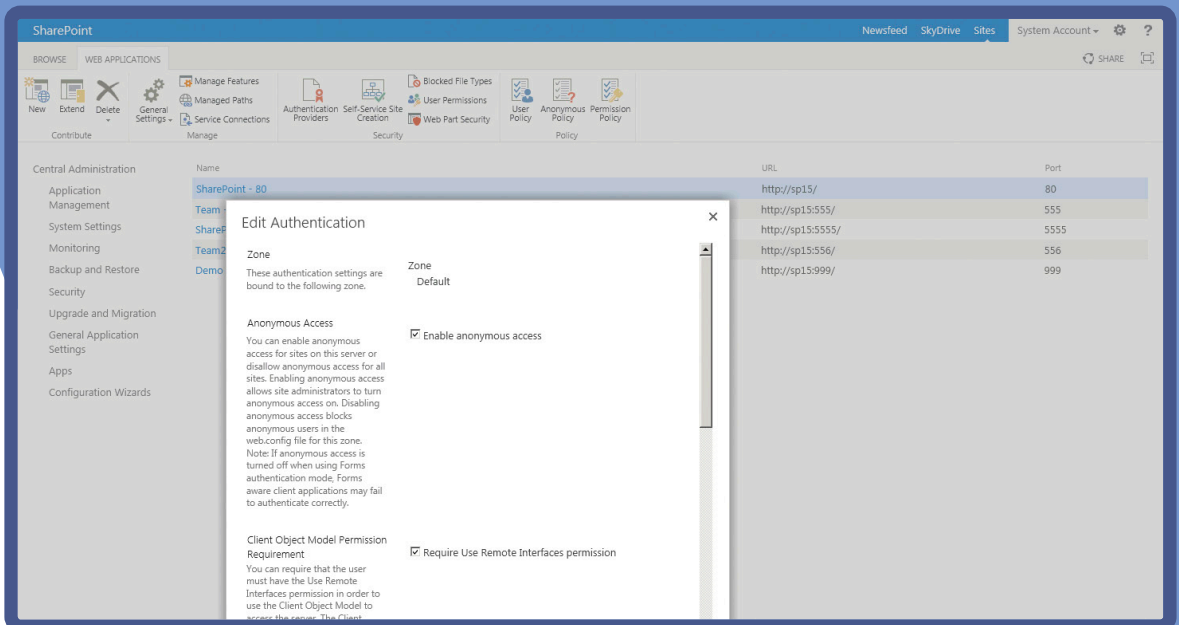 SharePoint
Newsfeed SkyDrive Sites System Account ?
BROWSE WEB APPLICATIONS
SHARE
New Extend Delete
Contribute
General
Settings
Manage Features
Managed Paths
Service Connections
Manage
Authentication
Providers
Self-Service Site
Creation
Blocked File Types
User Permissions
Web Part Security
Security
User
Policy
Anonymous
Policy
Permission
Policy
Policy
Central Administration
Application
Management
System Settings
Monitoring
Backup and Restore
Security
Upgrade and Migration
General Application
Settings
Apps
Configuration Wizards
Name URL Port
SharePoint - 80 http://sp15/ 80
Team - http://sp15:555/ 555
ShareP http://sp15:5555/ 5555
Team2 http://sp15:556/ 556
Demo http://sp15:999/ 999
Edit Authentication
Zone
These authentication settings are
bound to the following zone.
Zone
Default
Anonymous Access
You can enable anonymous
access for sites on this server or
disallow anonymous access for all
sites. Enabling anonymous access
allows site administrators to turn
anonymous access on. Disabling
anonymous access blocks
anonymous users in the
web.config file for this zone.
Note: If anonymous access is
turned off when using Forms
authentication mode, Forms
aware client applications may fail
to authenticate correctly.
Enable anonymous access
Client Object Model Permission
Requirement
You can require that the user
must have the Use Remote
Interfaces permission in order to
use the Client Object Model to
access the server. The Client
Require Use Remote Interfaces permission